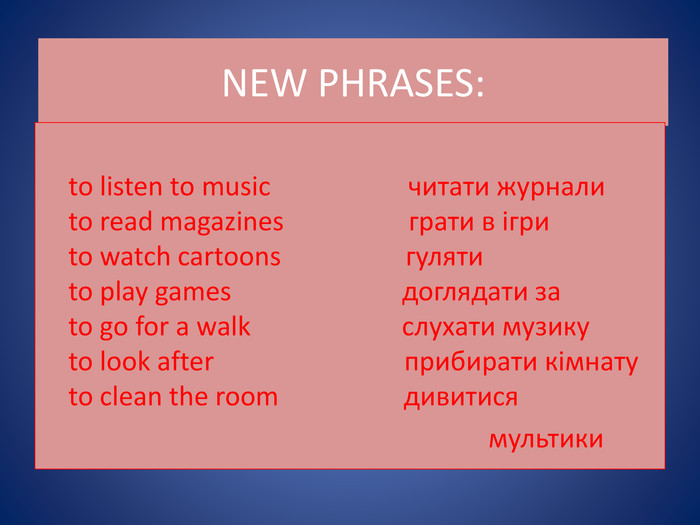 NEW PHRASES:
to listen to music читати журнали
to read magazines грати в ігри
to watch cartoons гуляти
to play games доглядати за
to go for a walk слухати музику
to look after прибирати кімнату
to clean the room дивитися
мультики